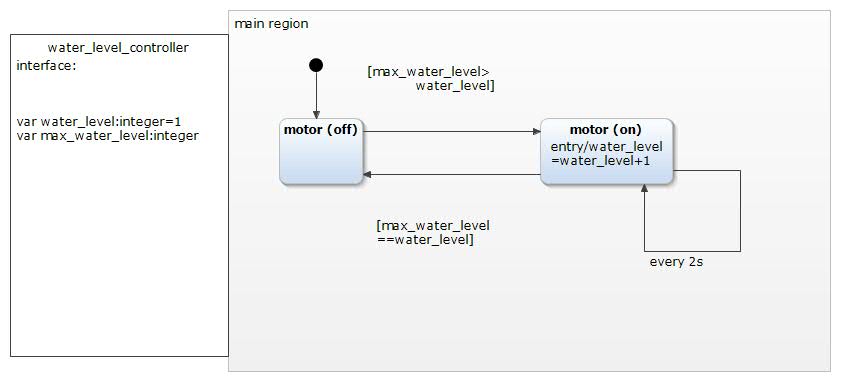 main region
water_level_controller
interface:
var water_level:integer=1
var max_water_level:integer
[max_water_level>
water_level]
motor (off)
motor (on)
entry/water_level
=water_level+1
[max_water_level
==water_level]
every 2s